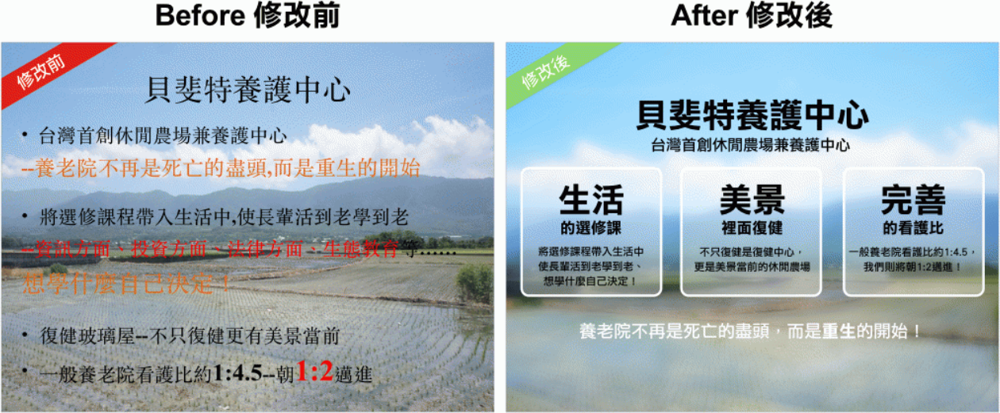 Before 修改前
修改前
貝斐特養護中心
• 台灣首創休閒農場兼養護中心
--養老院不再是死亡的盡頭,而是重生的開始
• 將選修課程帶入生活中,使長輩活到老學到老
--資訊方面、投資方面、法律方面、生態教育等......
想學什麼自己決定！
• 復健玻璃屋--不只復健更有美景當前
• 一般養老院看護比約1:4.5--朝1:2邁進
After 修改後
修改後
貝斐特養護中心
台灣首創休閒農場兼養護中心
生活
的選修課
將選修課程帶入生活中
使長輩活到老學到老、
想學什麼自己決定！
美景
裡面復健
不只復健是復健中心，
更是美景當前的休閒農場
完善
的看護比
一般養老院看護比約1:4.5，
我們則將朝1:2邁進！
養老院不再是死亡的盡頭，而是重生的開始！